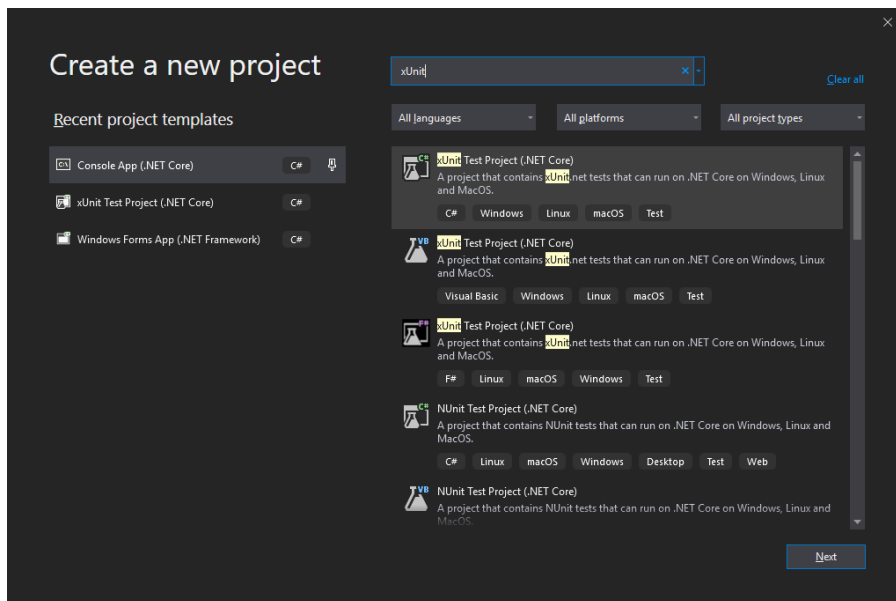 Create a new project
xUnit
Clear all
Recent project templates
All languages
All platforms
All project types
Console App (.NET Core)
C#
xUnit Test Project (.NET Core)
C#
Windows Forms App (.NET Framework)
C#
C#
xUnit Test Project (.NET Core)
A project that contains xUnit.net tests that can run on .NET Core on Windows, Linux
and MacOS.
C# Windows Linux macOS Test
VB
xUnit Test Project (.NET Core)
A project that contains xUnit.net tests that can run on .NET Core on Windows, Linux
and MacOS.
Visual Basic Windows Linux macOS Test
F#
xUnit Test Project (.NET Core)
A project that contains xUnit.net tests that can run on .NET Core on Windows, Linux
and MacOS.
F# Linux macOS Windows Test
C#
NUnit Test Project (.NET Core)
A project that contains NUnit tests that can run on .NET Core on Windows, Linux and
MacOS.
C# Linux macOS Windows Desktop Test Web
VB
NUnit Test Project (.NET Core)
A project that contains NUnit tests that can run on .NET Core on Windows, Linux and
MacOS.
Next